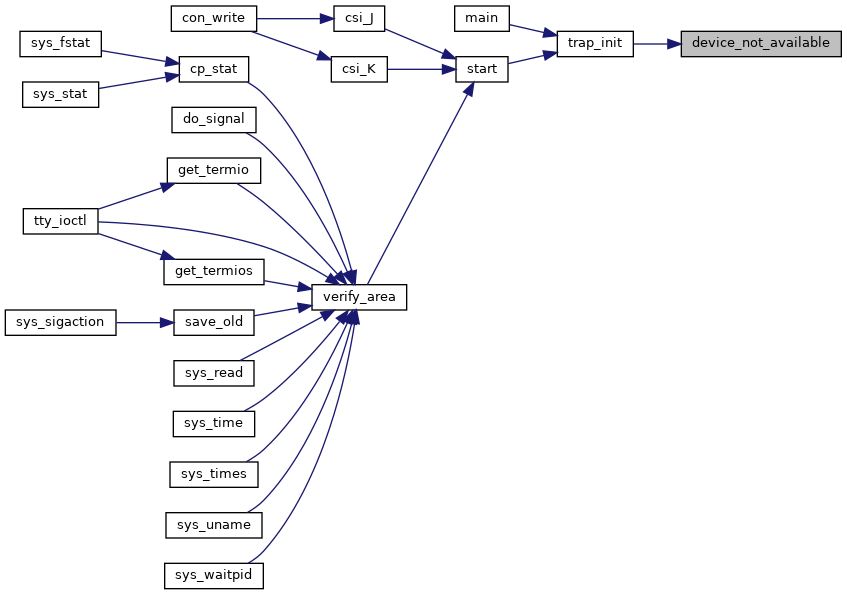 con_write
csi_J
main
sys_fstat
trap_init
device_not_available
cp_stat
csi_K
start
sys_stat
do_signal
get_termio
tty_ioctl
get_termios
verify_area
sys_sigaction
save_old
sys_read
sys_time
sys_times
sys_uname
sys_waitpid